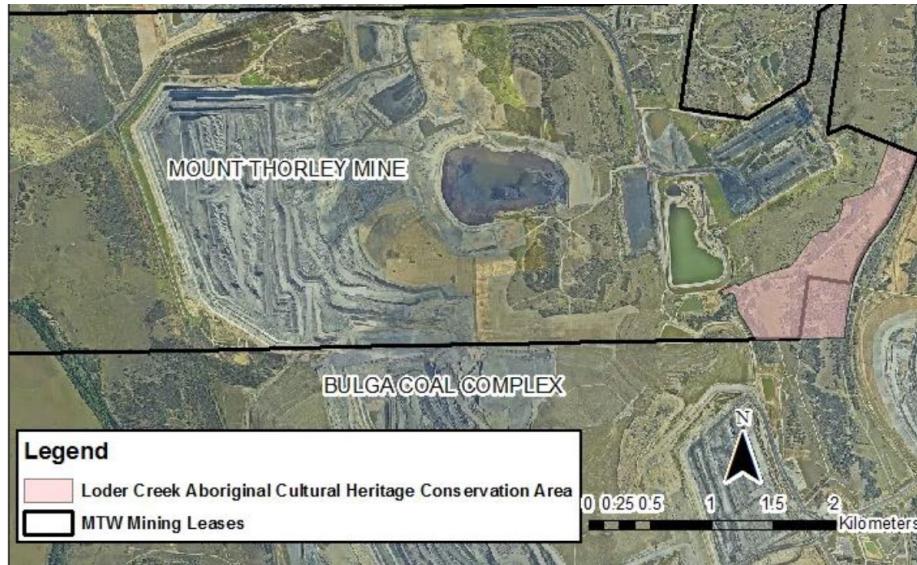 MOUNT THORLEY MINE
BULGA COAL COMPLEX
Legend
Loder Creek Aboriginal Cultural Heritage Conservation Area
MTW Mining Leases
N
0 0.25 0.5 1 1.5 2
Kilometers